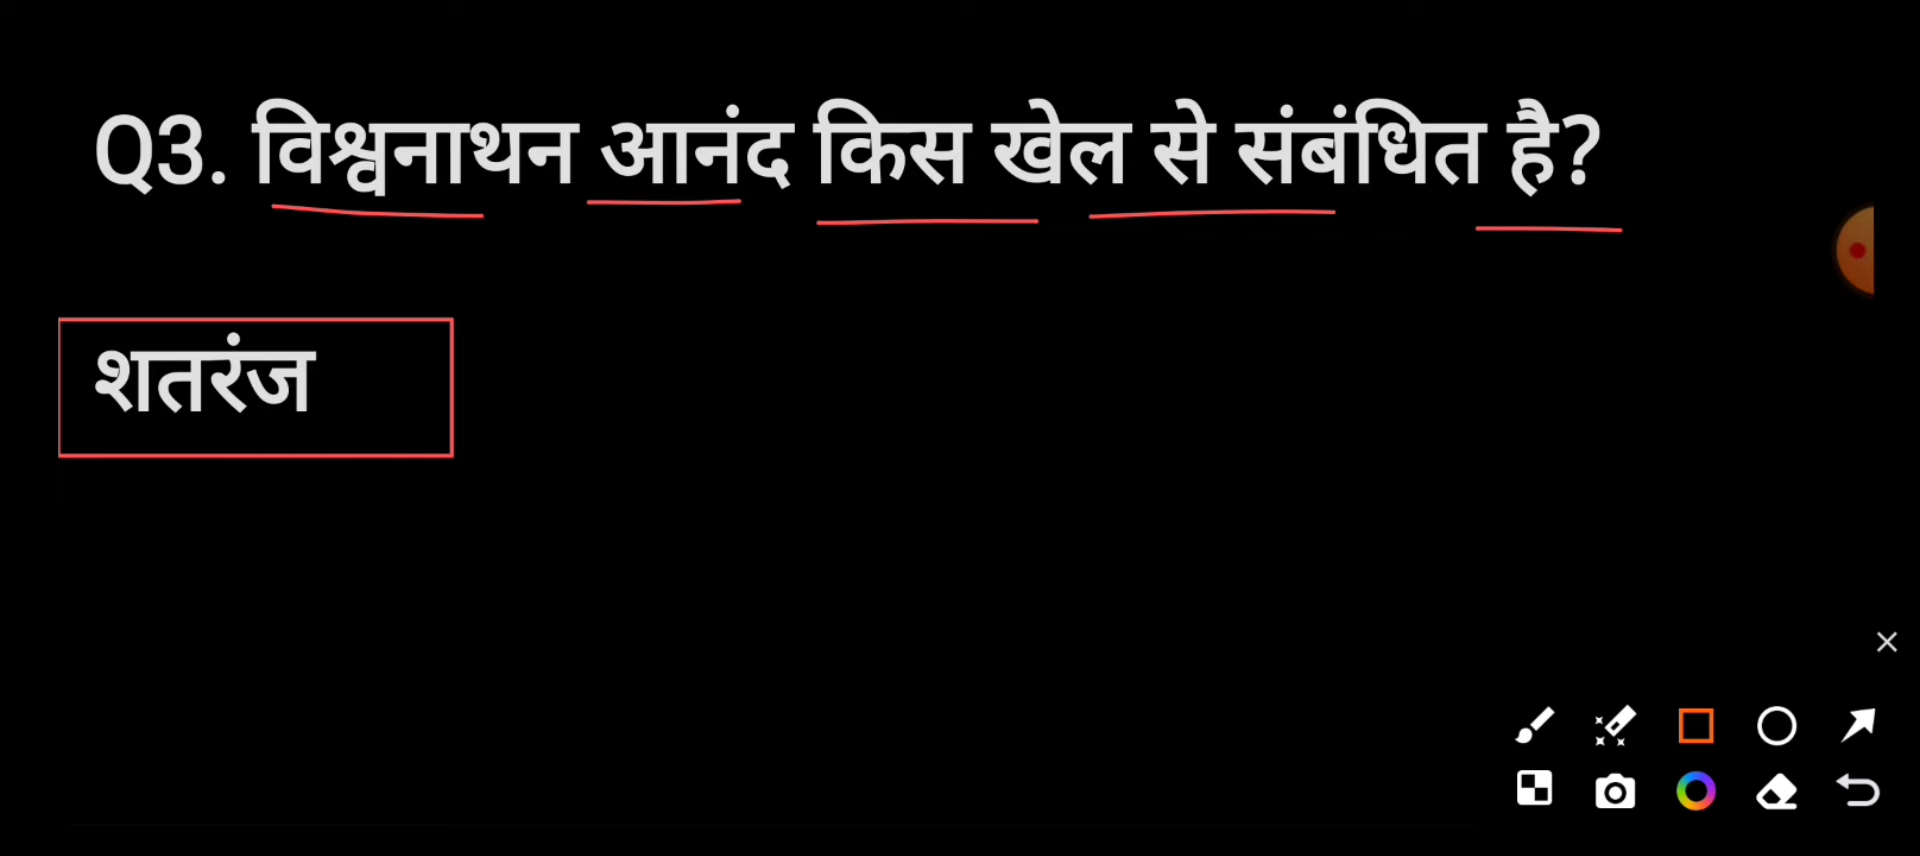 Q3. विश्वनाथन आनंद किस खेल से संबंधित है?
शतरंज